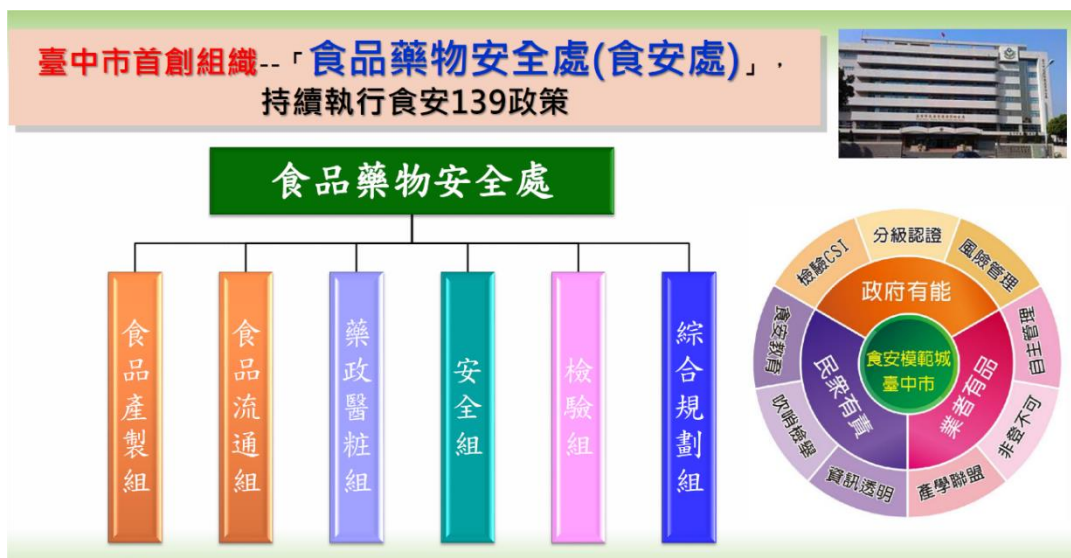 臺中市首創組織--「食品藥物安全處(食安處)」，
持續執行食安139政策
食品藥物安全處
食品產製組
食品流通組
藥政醫粧組
安全組
檢驗組
綜合規劃組
食安模範城
臺中市
政府有能
業者有品
民眾有責
檢驗CSI
分級認證
風險管理
自主管理
非登不可
產學聯盟
資訊透明
吹哨檢舉
食安教育